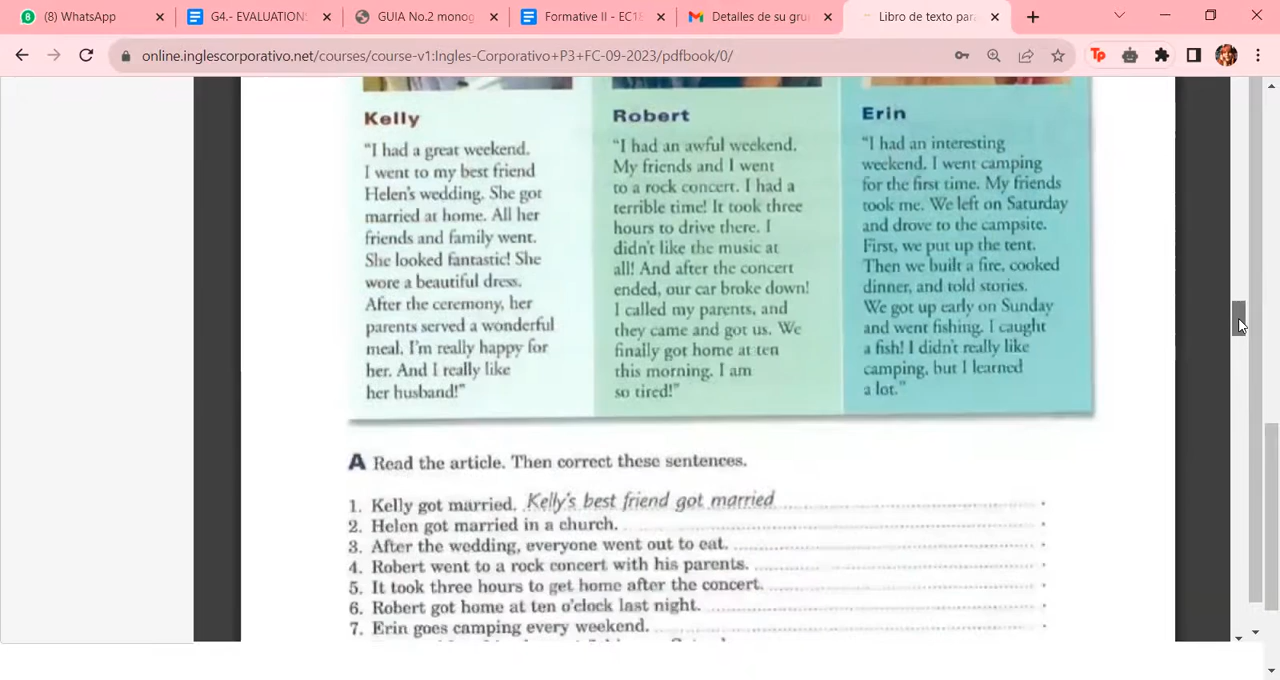 8 (8) WhatsApp
G4.- EVALUATION
GUIA No.2 monog
Formative II - EC18
Detalles de su gru
Libro de texto para
online.inglescorporativo.net/courses/course-v1:Ingles-Corporativo+P3+FC-09-2023/pdfbook/0/
Tp
Kelly
"I had a great weekend.
I went to my best friend
Helen's wedding. She got
married at home. All her
friends and family went.
She looked fantastic! She
wore a beautiful dress.
After the ceremony, her
parents served a wonderful
meal. I'm really happy for
her. And I really like
her husband!"
Robert
"I had an awful weekend.
My friends and I went
to a rock concert. I had a
terrible time! It took three
hours to drive there. I
didn't like the music at
all! And after the concert
ended, our car broke down!
I called my parents, and
they came and got us. We
finally got home at ten
this morning. I am
so tired!"
Erin
"I had an interesting
weekend. I went camping
for the first time. My friends
took me. We left on Saturday
and drove to the campsite.
First, we put up the tent.
Then we built a fire, cooked
dinner, and told stories.
We got up early on Sunday
and went fishing. I caught
a fish! I didn't really like
camping, but I learned
a lot."
A Read the article. Then correct these sentences.
1. Kelly got married. Kelly's best friend got married .
2. Helen got married in a church. .
3. After the wedding, everyone went out to eat. .
4. Robert went to a rock concert with his parents. .
5. It took three hours to get home after the concert. .
6. Robert got home at ten o'clock last night. .
7. Erin goes camping every weekend. .